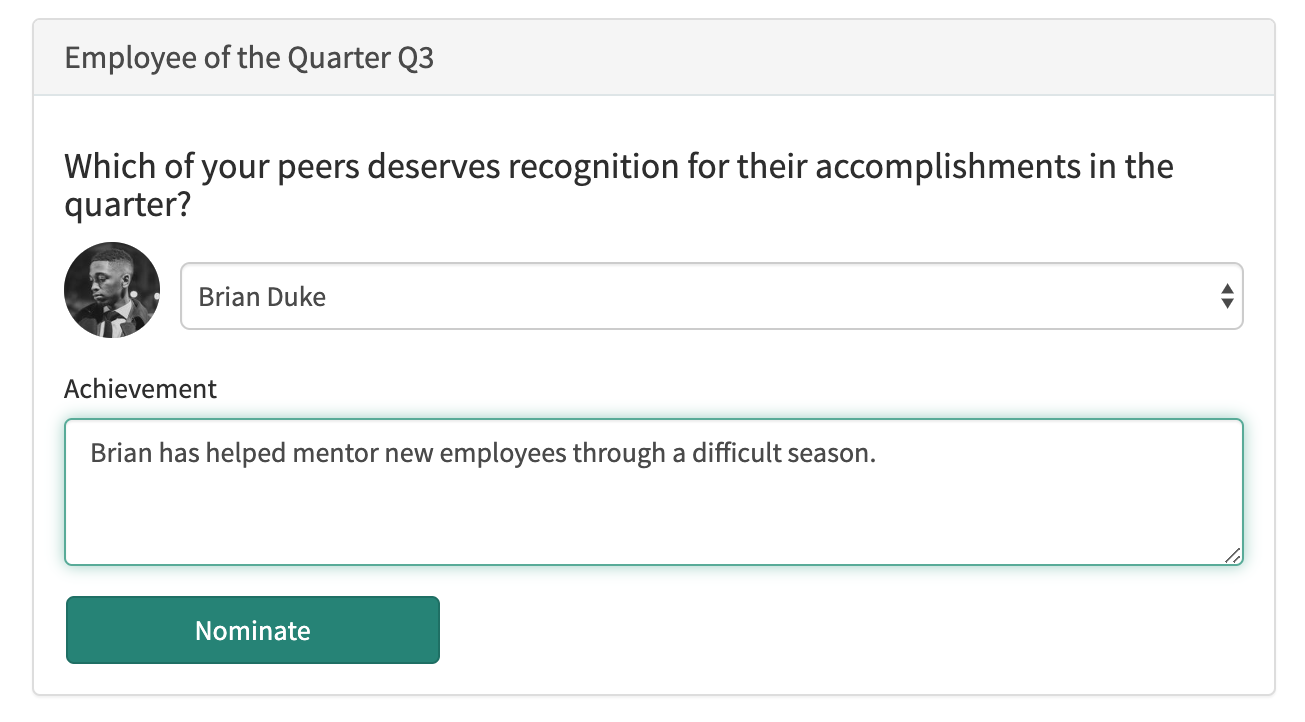 Employee of the Quarter Q3
Which of your peers deserves recognition for their accomplishments in the
quarter?
Brian Duke
Achievement
Brian has helped mentor new employees through a difficult season.
Nominate